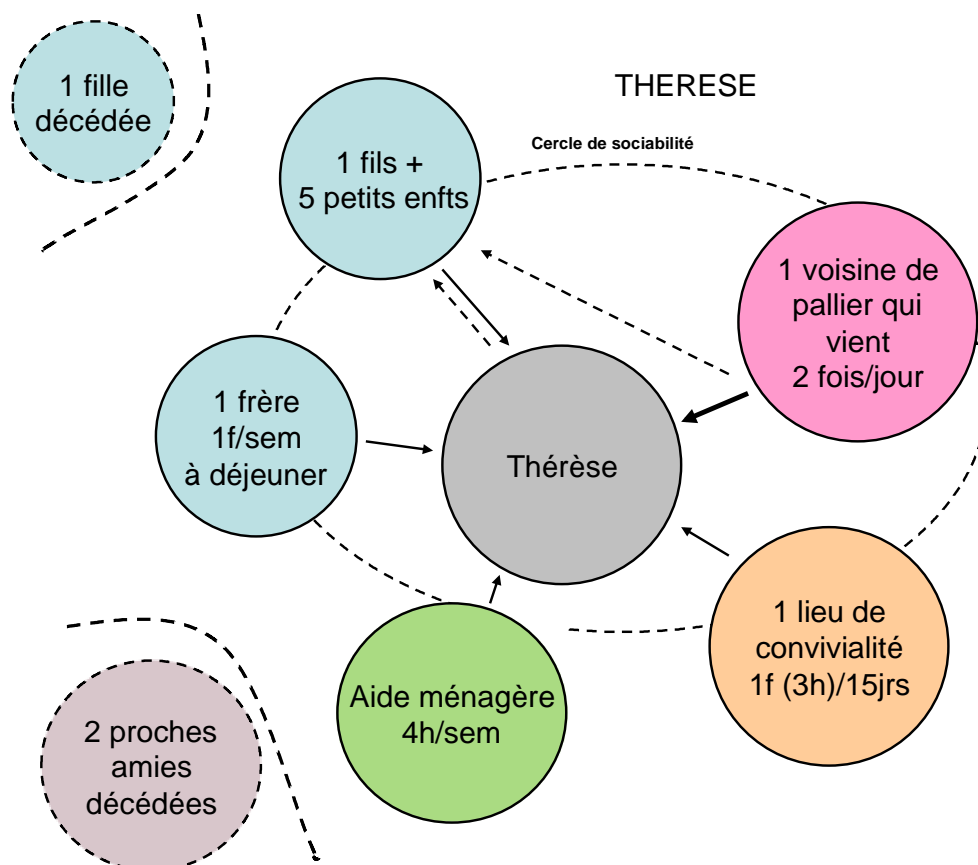 1 fille
décédée
THERESE
Cercle de sociabilité
1 fils +
5 petits enfts
1 voisine de
pallier qui
vient
2 fois/jour
1 frère
1f/sem
à déjeuner
Thérèse
1 lieu de
convivialité
1f (3h)/15jrs
Aide ménagère
4h/sem
2 proches
amies
décédées